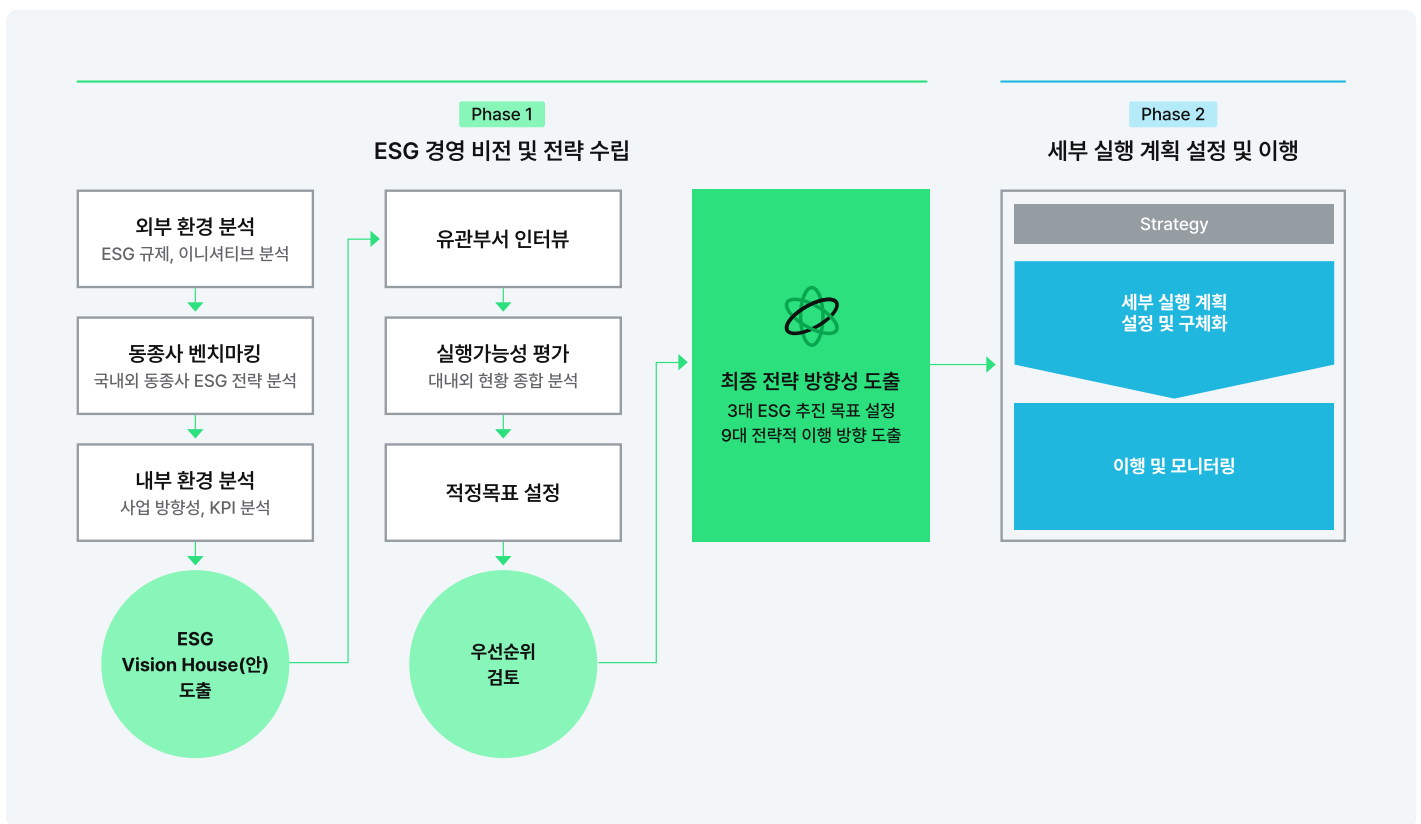 Phase 1
ESG 경영 비전 및 전략 수립
외부 환경 분석
ESG 규제, 이니셔티브 분석
동종사 벤치마킹
국내외 동종사 ESG 전략 분석
내부 환경 분석
사업 방향성, KPI 분석
ESG
Vision House(안)
도출
유관부서 인터뷰
실행가능성 평가
대내외 현황 종합 분석
적정목표 설정
우선순위
검토
최종 전략 방향성 도출
3대 ESG 추진 목표 설정
9대 전략적 이행 방향 도출
Phase 2
세부 실행 계획 설정 및 이행
Strategy
세부 실행 계획
설정 및 구체화
이행 및 모니터링